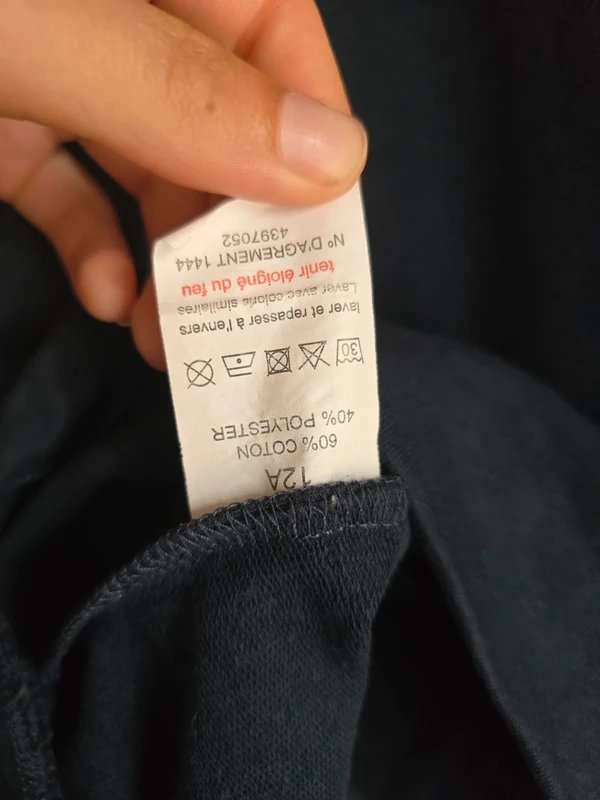 12A
60% COTON
40% POLYESTER
30
laver et repasser à l'envers
Laver avec coloris similaires
tenir éloigné du feu
N° D'AGREMENT 1444
4397052